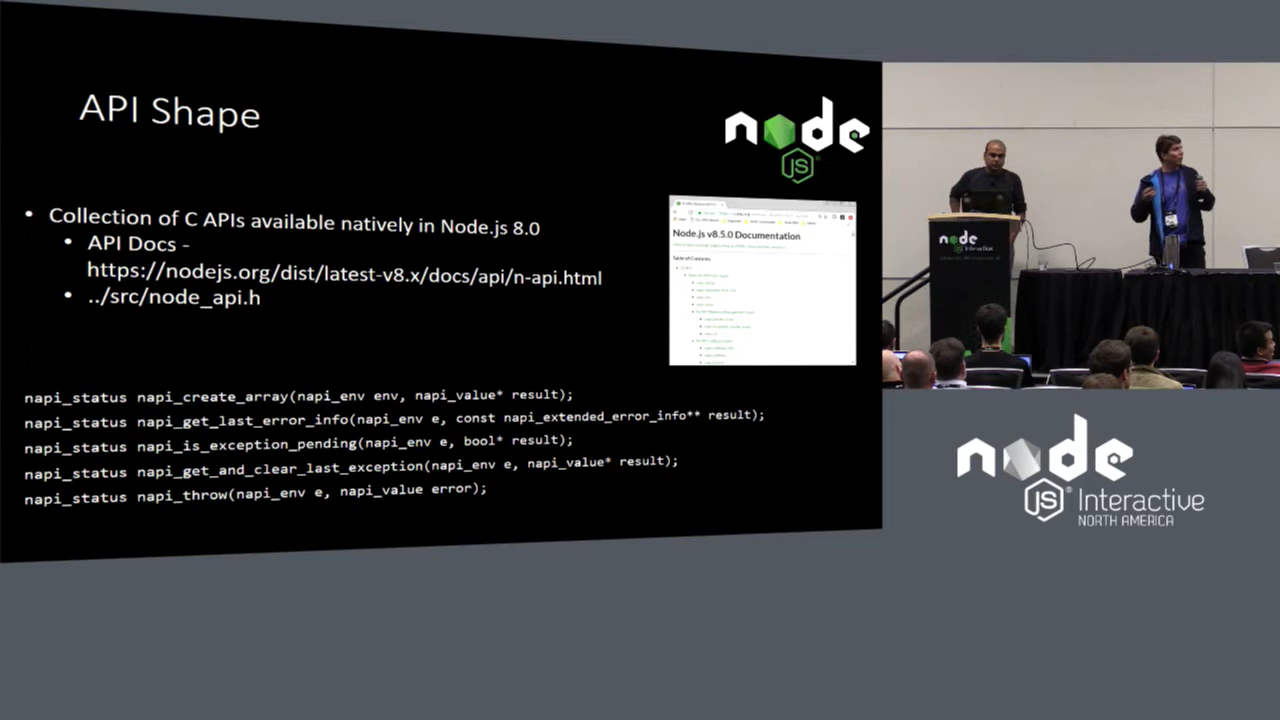 API Shape
node
JS
• Collection of C APIs available natively in Node.js 8.0
• API Docs -
https://nodejs.org/dist/latest-v8.x/docs/api/n-api.html
• ../src/node_api.h
Node.js v8.5.0 Documentation
Table of Contents
napi_status napi_create_array(napi_env env, napi_value* result);
napi_status napi_get_last_error_info(napi_env e, const napi_extended_error_info** result);
napi_status napi_is_exception_pending(napi_env e, bool* result);
napi_status napi_get_and_clear_last_exception(napi_env e, napi_value* result);
napi_status napi_throw(napi_env e, napi_value error);
node
JS Interactive
node
JS Interactive
NORTH AMERICA